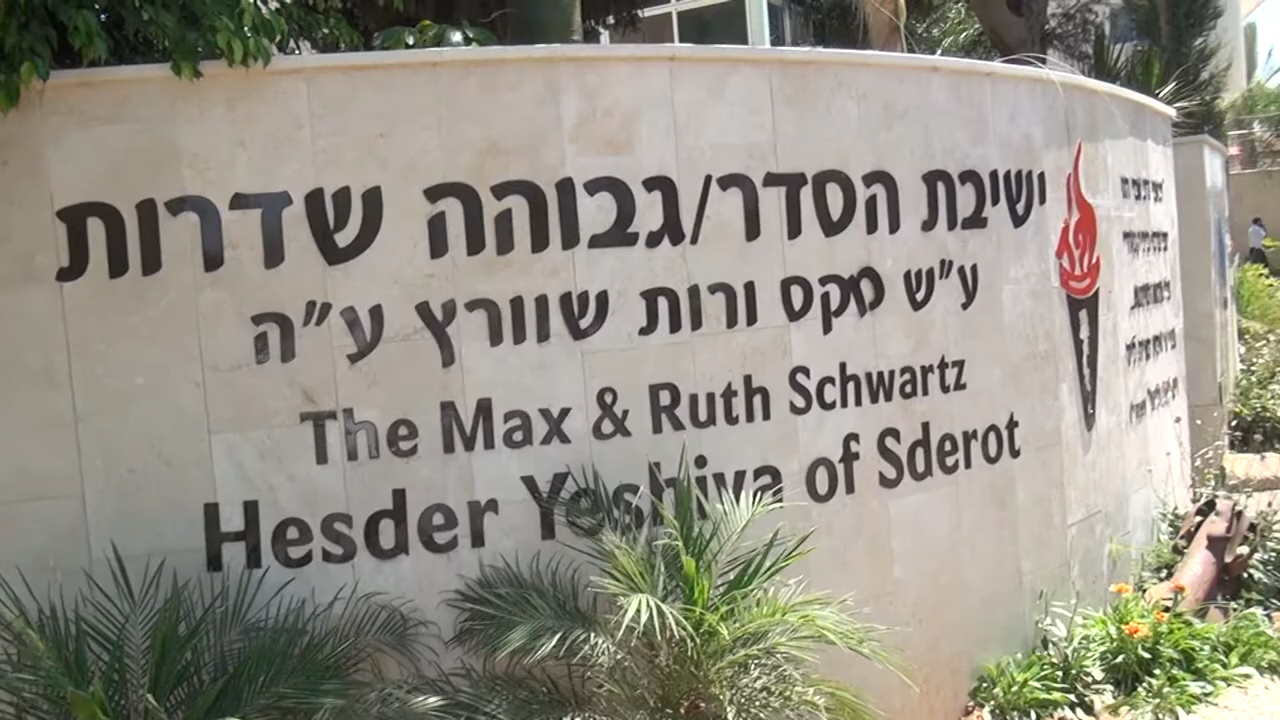 ישיבת הסדר/גבוהה שדרות
ע"ש מקס ורות שוורץ ע"ה
The Max & Ruth Schwartz
Hesder Yeshiva of Sderot